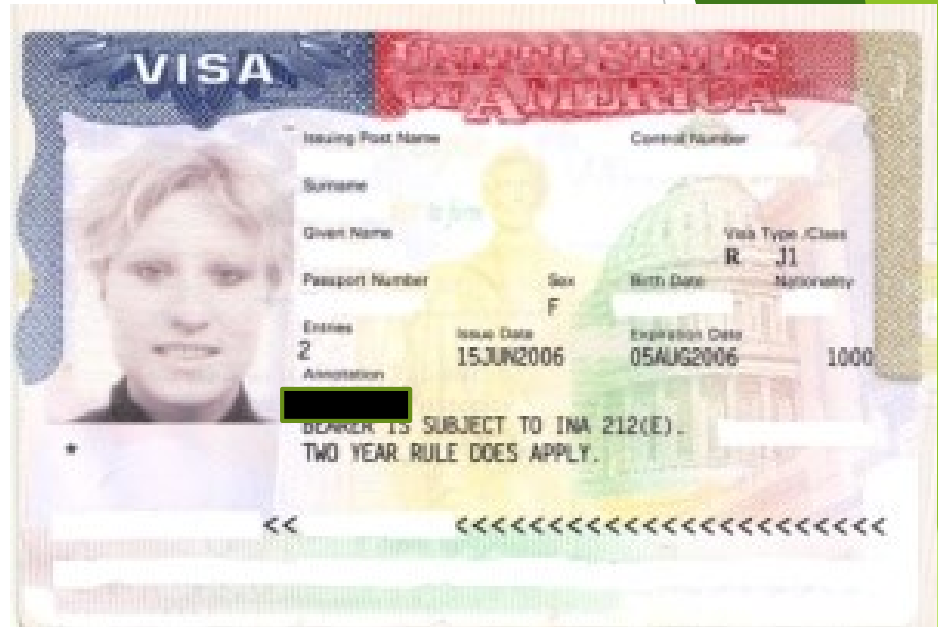 VISA
UNITED STATES
OF AMERICA
Issuing Post Name Control Number
Surname
Given Name Visa Type /Class
R J1
Passport Number Sex Birth Date Nationality
F
Entries Issue Date Expiration Date
2 15JUN2006 05AUG2006 1000
Annotation
BEARER IS SUBJECT TO INA 212(E).
TWO YEAR RULE DOES APPLY.
*
<< <<<<<<<<<<<<<<<<<<<<<<<<